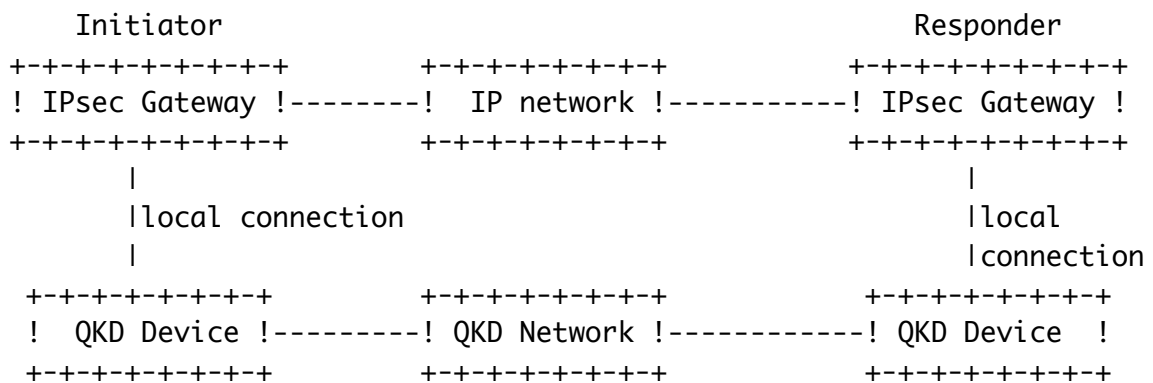 Initiator Responder
+-+-+-+-+-+-+-+-+ +-+-+-+-+-+-+-+ +-+-+-+-+-+-+-+-+
! IPsec Gateway !--------! IP network !-----------! IPsec Gateway !
+-+-+-+-+-+-+-+-+ +-+-+-+-+-+-+-+ +-+-+-+-+-+-+-+-+
| |
|local connection |local
| |connection
+-+-+-+-+-+-+-+ +-+-+-+-+-+-+-+ +-+-+-+-+-+-+-+
! QKD Device !---------! QKD Network !------------! QKD Device !
+-+-+-+-+-+-+-+ +-+-+-+-+-+-+-+ +-+-+-+-+-+-+-+